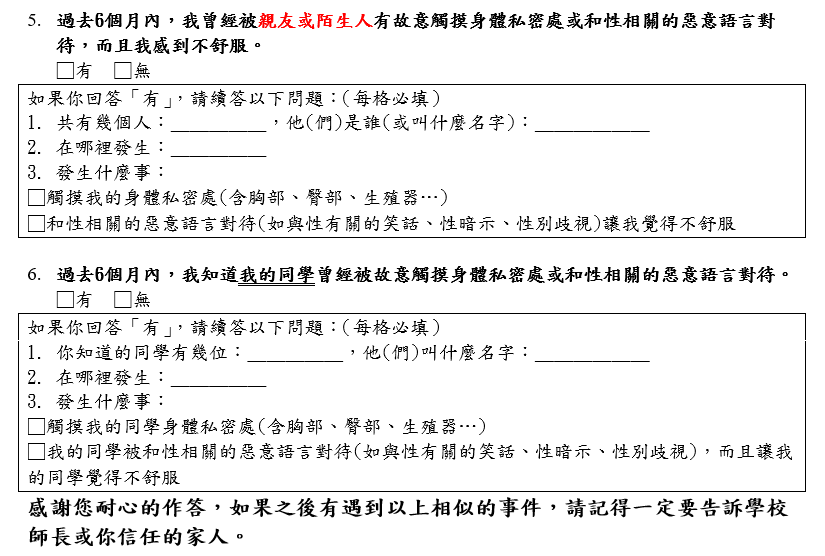 5. 過去6個月內，我曾經被親友或陌生人有故意觸摸身體私密處或和性相關的惡意語言對
待，而且我感到不舒服。
□有 □無
如果你回答「有」，請續答以下問題：(每格必填)
1. 共有幾個人：__________，他(們)是誰(或叫什麼名字)：____________
2. 在哪裡發生：__________
3. 發生什麼事：
□觸摸我的身體私密處(含胸部、臀部、生殖器…)
□和性相關的惡意語言對待(如與性有關的笑話、性暗示、性別歧視)讓我覺得不舒服
6. 過去6個月內，我知道我的同學曾經被故意觸摸身體私密處或和性相關的惡意語言對待。
□有 □無
如果你回答「有」，請續答以下問題：(每格必填)
1. 你知道的同學有幾位：__________，他(們)叫什麼名字：____________
2. 在哪裡發生：__________
3. 發生什麼事：
□觸摸我的同學身體私密處(含胸部、臀部、生殖器…)
□我的同學被和性相關的惡意語言對待(如與性有關的笑話、性暗示、性別歧視)，而且讓我
的同學覺得不舒服
感謝您耐心的作答，如果之後有遇到以上相似的事件，請記得一定要告訴學校
師長或你信任的家人。